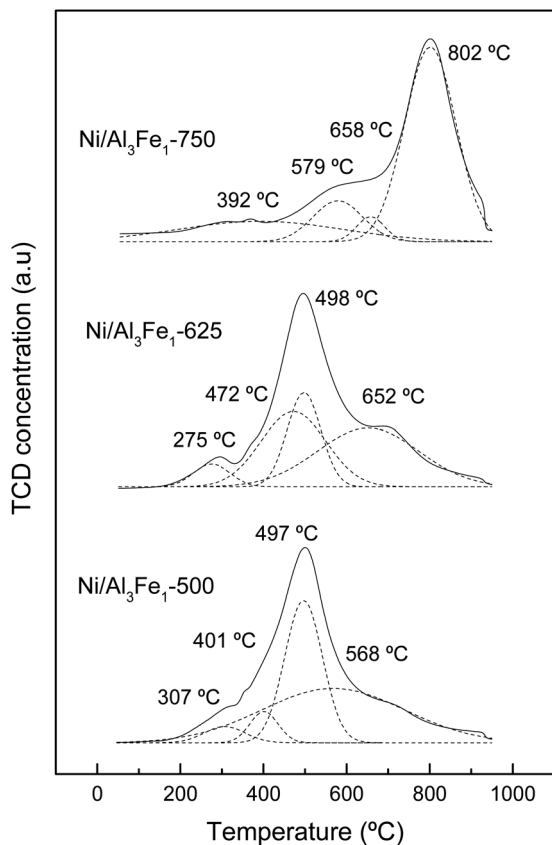 802 ºC
658 ºC
Ni/Al₃Fe₁-750
579 ºC
392 ºC
498 ºC
Ni/Al₃Fe₁-625
472 ºC
652 ºC
275 ºC
497 ºC
Ni/Al₃Fe₁-500
401 ºC
568 ºC
307 ºC
TCD concentration (a.u)
0 200 400 600 800 1000
Temperature (ºC)